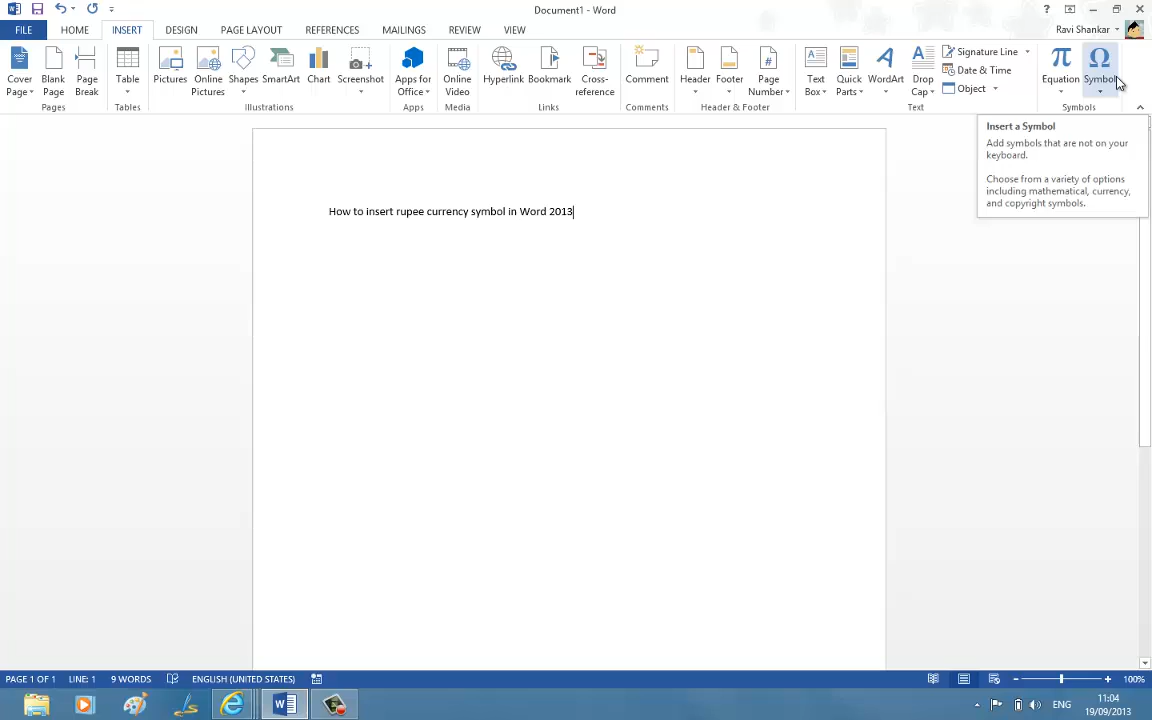 Document1 - Word
?
FILE HOME INSERT DESIGN PAGE LAYOUT REFERENCES MAILINGS REVIEW VIEW Ravi Shankar
Cover Page
Blank Page
Page Break
Table
Pictures
Online Pictures
Shapes
SmartArt
Chart
Screenshot
Apps for Office
Online Video
Hyperlink
Bookmark
Cross-reference
Comment
Header
Footer
Page Number
Text Box
Quick Parts
WordArt
Drop Cap
Signature Line
Date & Time
Object
Equation
Symbol
Pages Tables Illustrations Apps Media Links Comments Header & Footer Text Symbols
Insert a Symbol
Add symbols that are not on your
keyboard.
Choose from a variety of options
including mathematical, currency,
and copyright symbols.
How to insert rupee currency symbol in Word 2013
PAGE 1 OF 1 LINE: 1 9 WORDS ENGLISH (UNITED STATES) 100%
ENG
11:04
19/09/2013